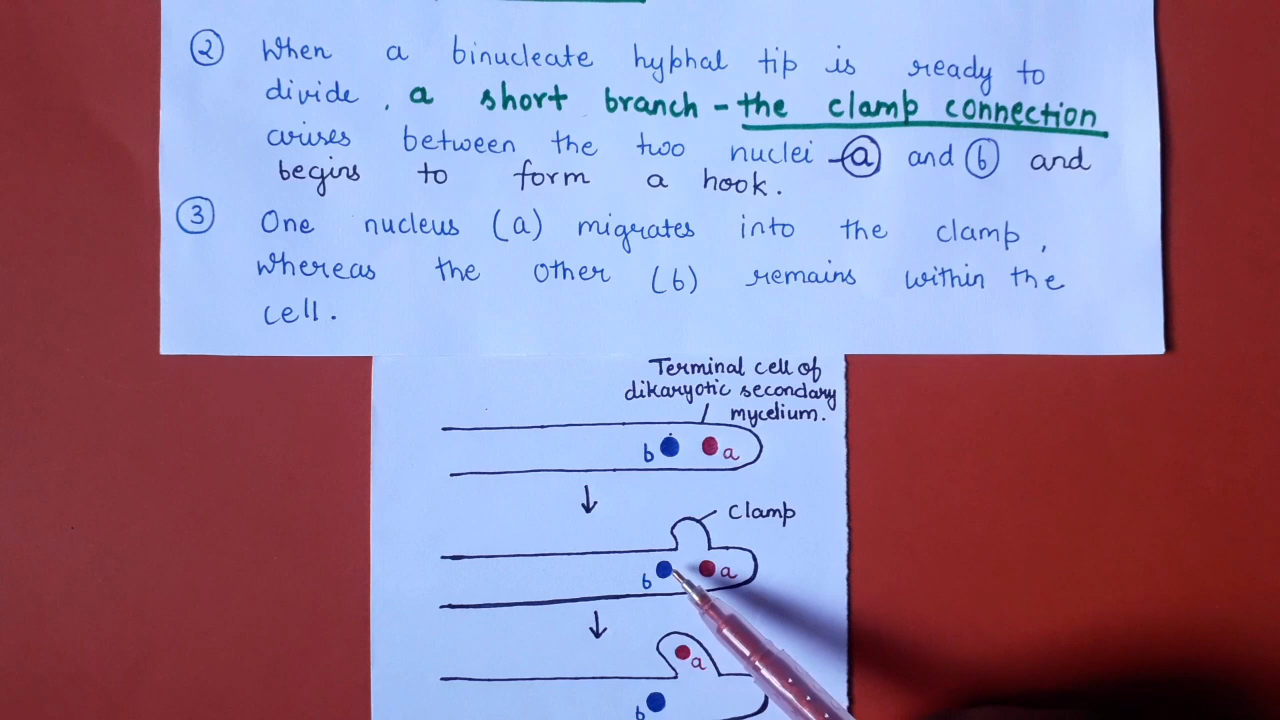 ② When a binucleate hyphal tip is ready to
divide, a short branch - the clamp connection
arises between the two nuclei - ⓐ and ⓑ and
begins to form a hook.
③ One nucleus (a) migrates into the clamp,
whereas the other (b) remains within the
cell.
Terminal cell of
dikaryotic secondary
mycelium.
b a
clamp
b a
a
b